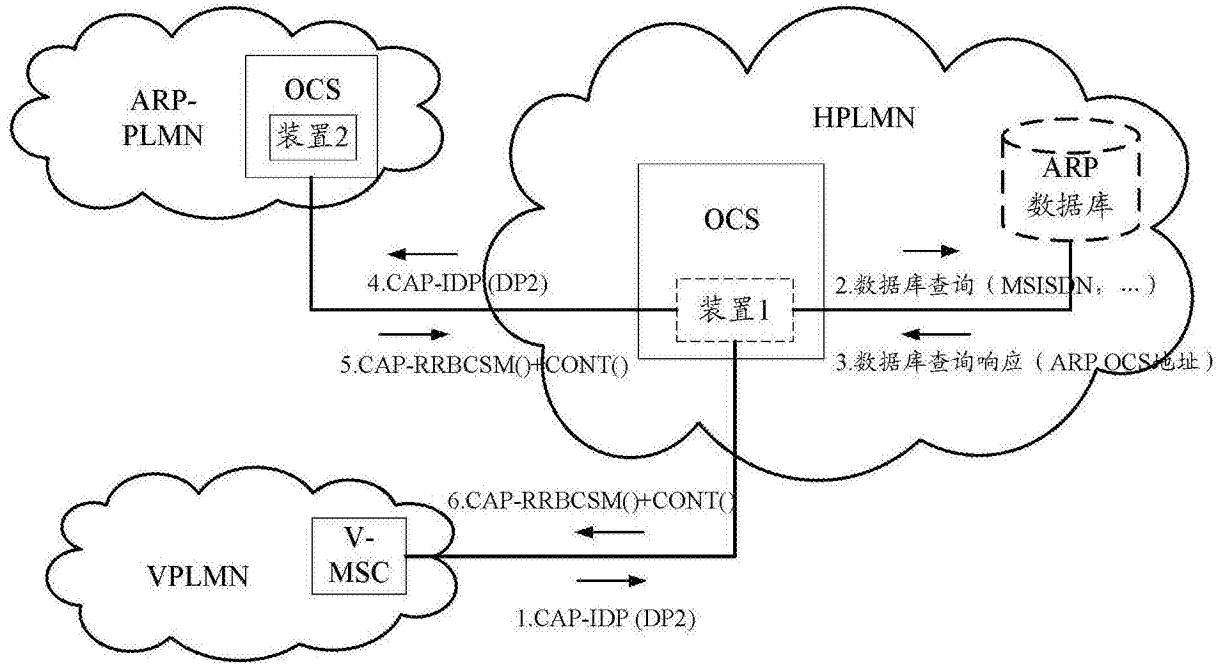 ARP-
PLMN
OCS
装置2
HPLMN
ARP
数据库
OCS
装置1
4.CAP-IDP (DP2)
5.CAP-RRBCSM()+CONT()
2.数据库查询（MSISDN，…）
3.数据库查询响应（ARP OCS地址）
6.CAP-RRBCSM()+CONT()
V-
MSC
VPLMN
1.CAP-IDP (DP2)